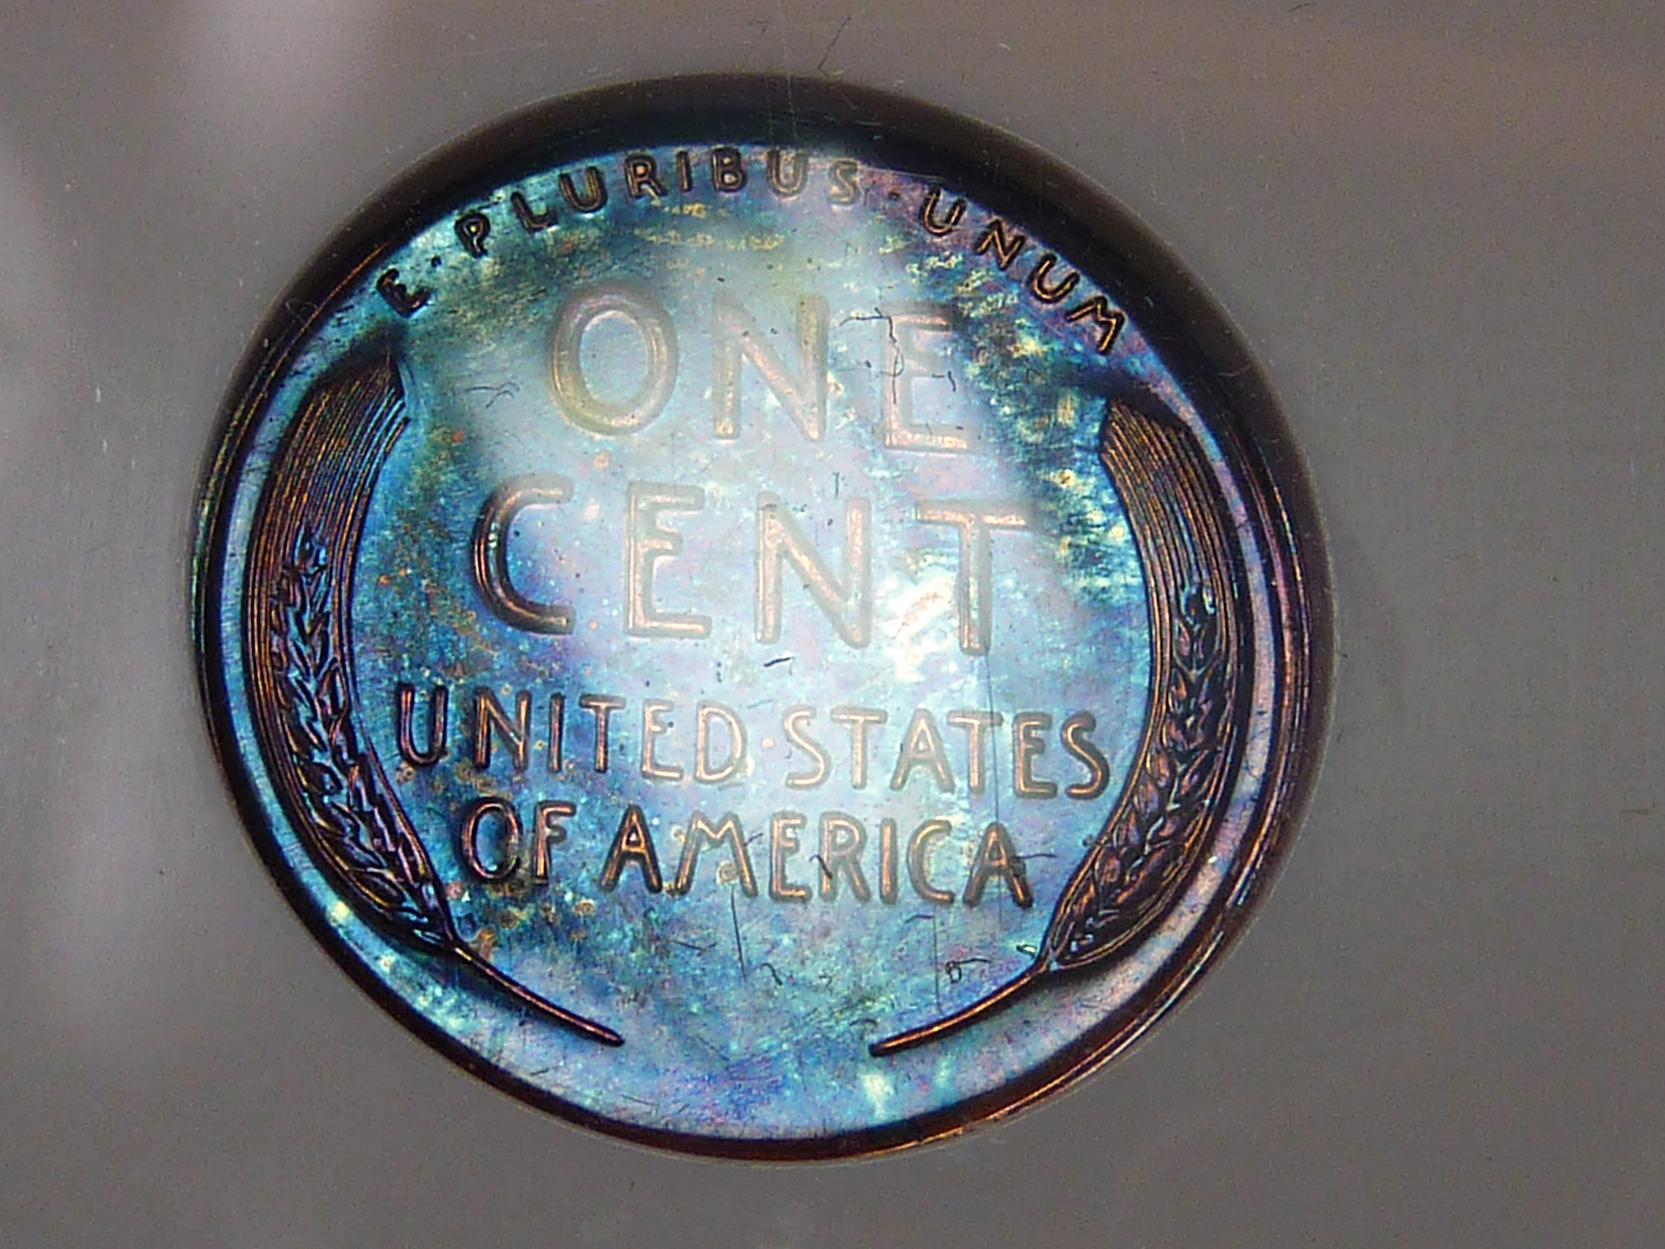 E·PLURIBUS·UNUM
ONE
CENT
UNITED STATES
OF AMERICA